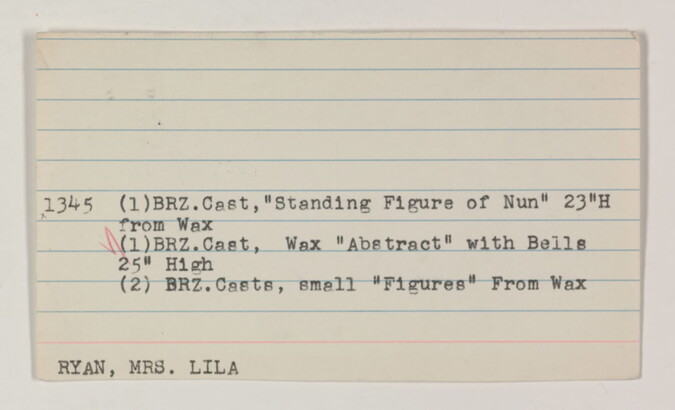 1345 (1)BRZ.Cast,"Standing Figure of Nun" 23"H
from Wax
(1)BRZ.Cast, Wax "Abstract" with Bells
25" High
(2) BRZ.Casts, small "Figures" From Wax
RYAN, MRS. LILA